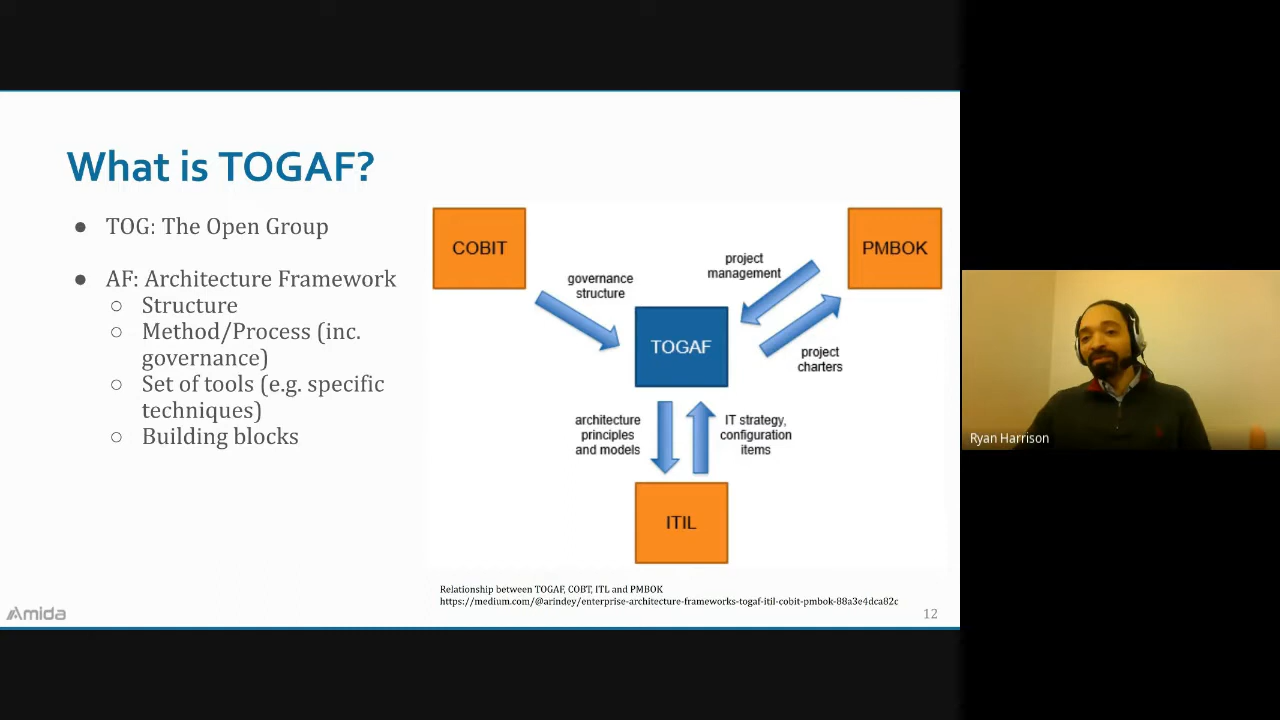 What is TOGAF?
● TOG: The Open Group
● AF: Architecture Framework
○ Structure
○ Method/Process (inc.
governance)
○ Set of tools (e.g. specific
techniques)
○ Building blocks
COBIT
PMBOK
governance
structure
project
management
TOGAF
project
charters
architecture
principles
and models
IT strategy,
configuration
items
ITIL
Relationship between TOGAF, COBT, ITL and PMBOK
https://medium.com/@arindey/enterprise-architecture-frameworks-togaf-itil-cobit-pmbok-88a3e4dca82c
Amida
12
Ryan Harrison